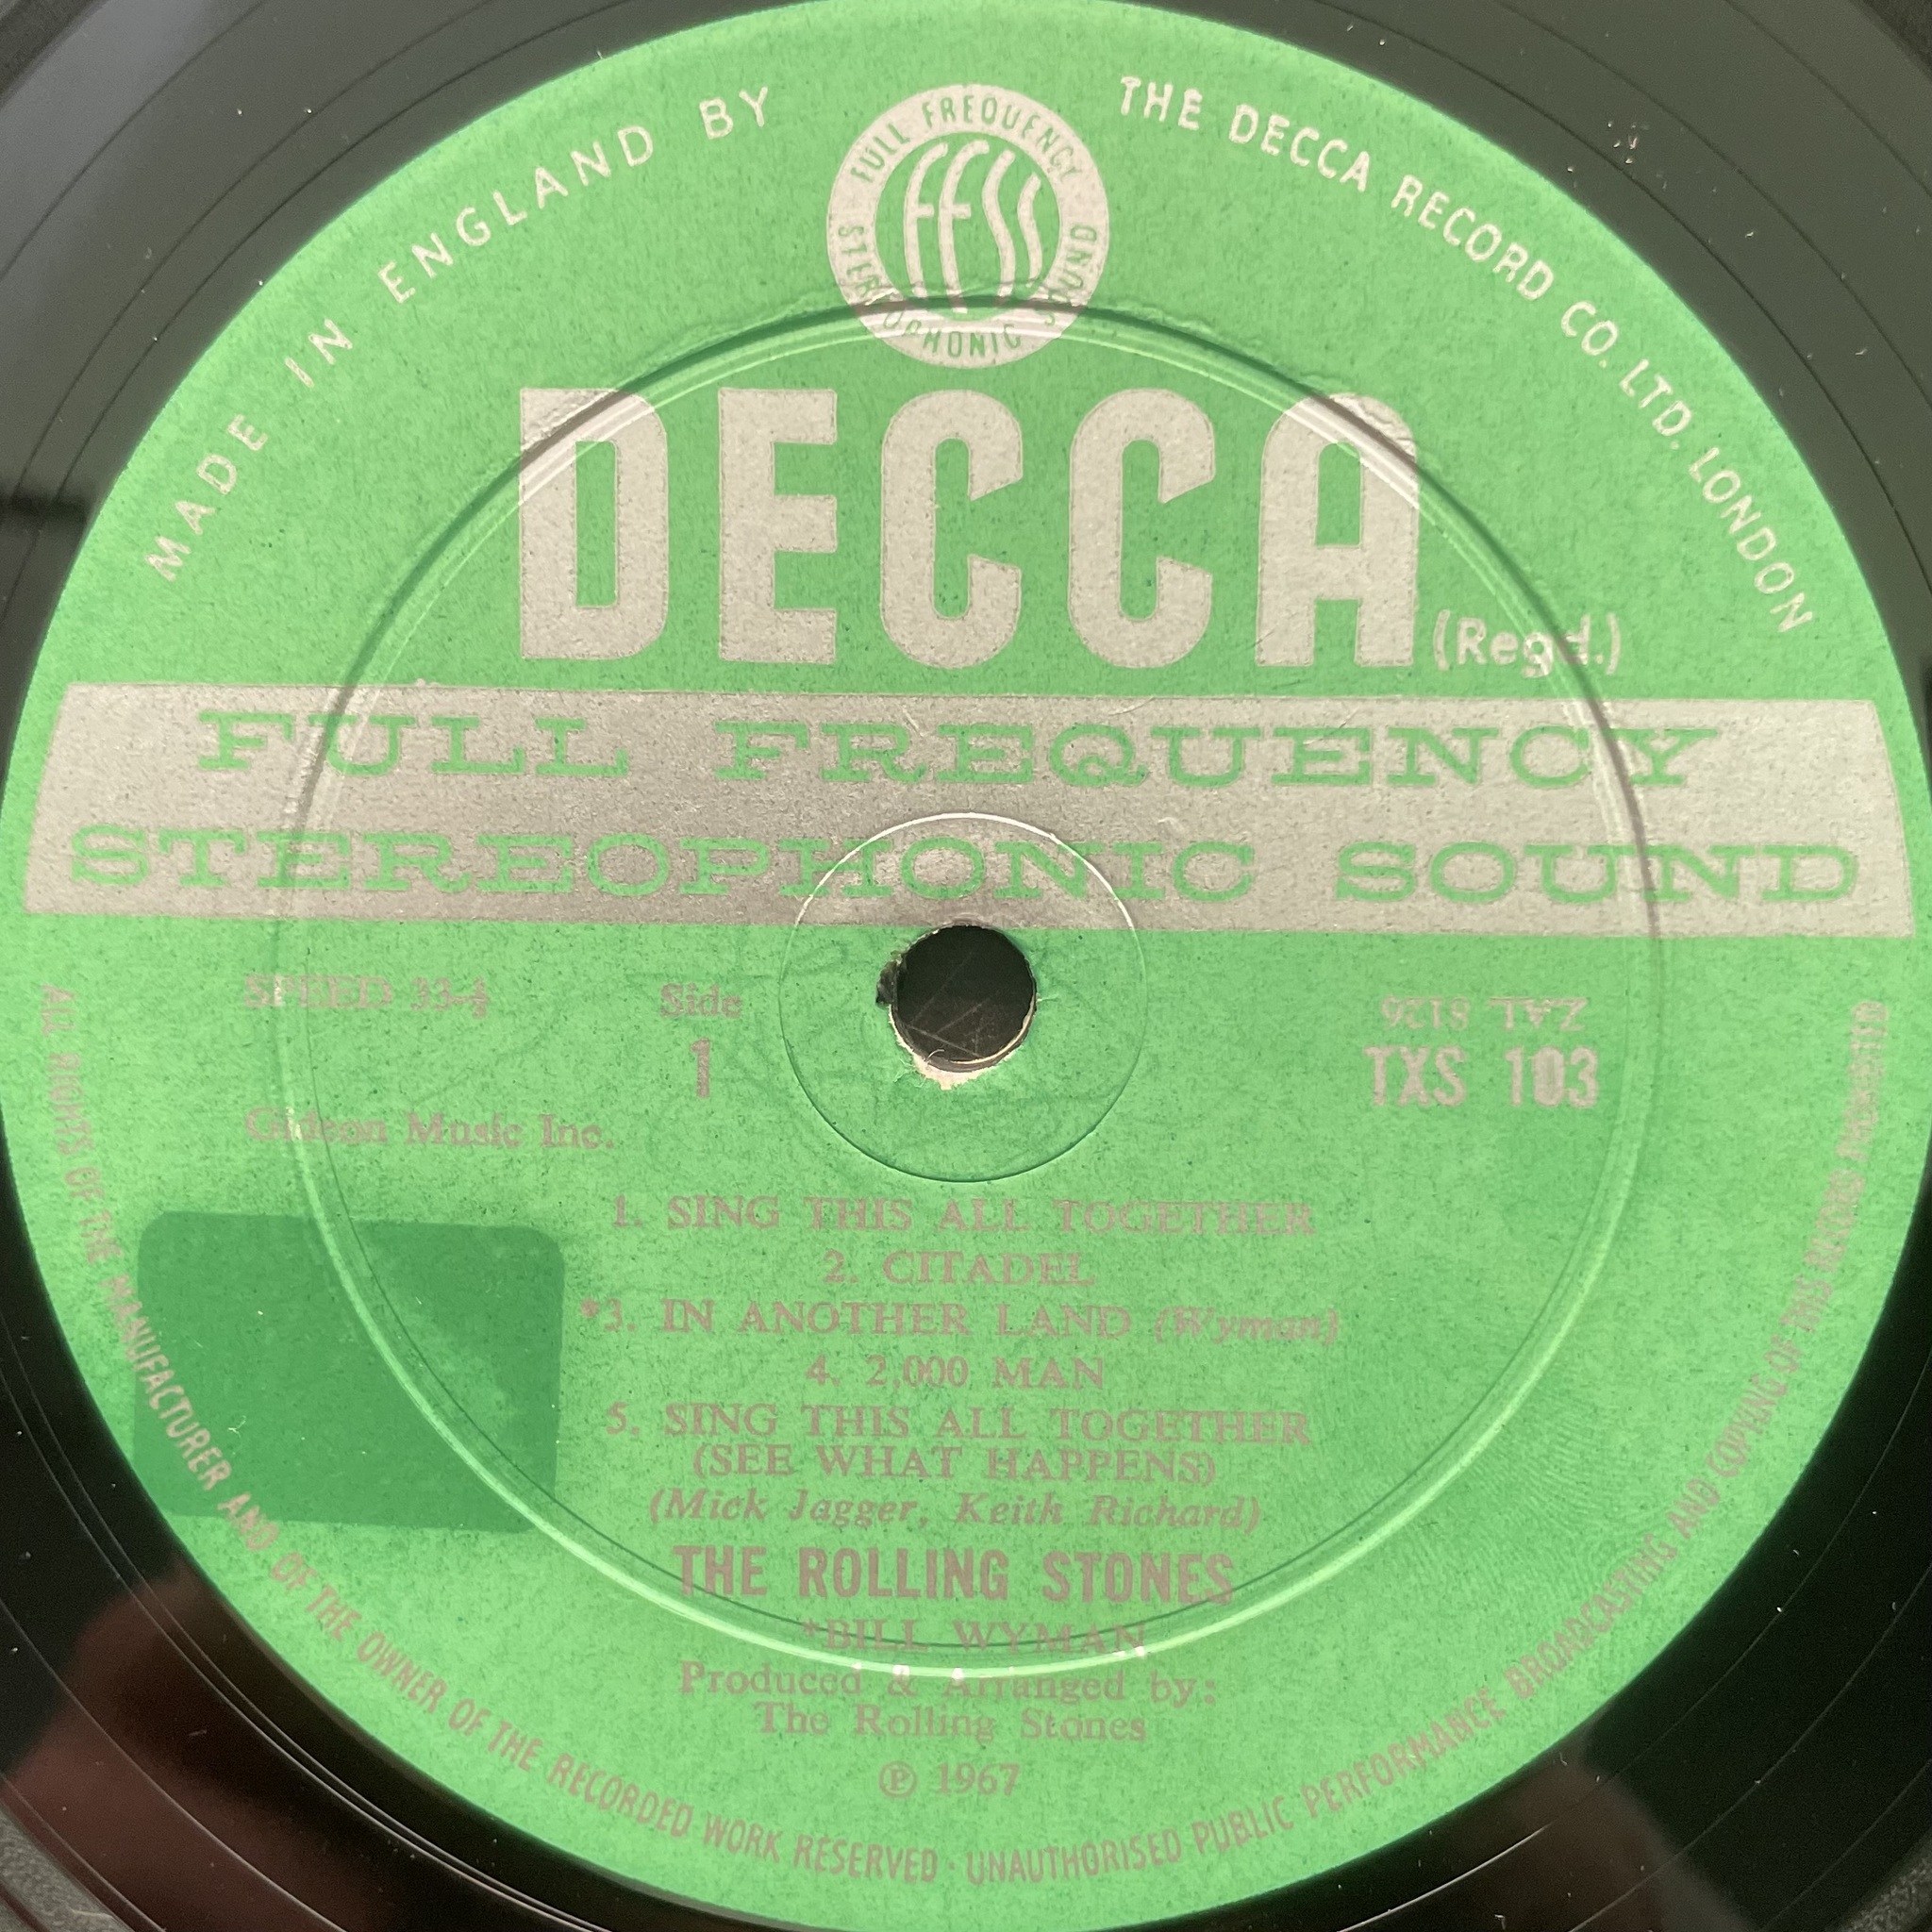 MADE IN ENGLAND BY THE DECCA RECORD CO. LTD. LONDON
FULL FREQUENCY STEREOPHONIC SOUND
FFSS
DECCA (Regd.)
FULL FREQUENCY
STEREOPHONIC SOUND
SPEED 33⅓
Side
1
ZAL 8126
TXS 103
Gideon Music Inc.
1. SING THIS ALL TOGETHER
2. CITADEL
*3. IN ANOTHER LAND (Wyman)
4. 2,000 MAN
5. SING THIS ALL TOGETHER
(SEE WHAT HAPPENS)
(Mick Jagger, Keith Richard)
THE ROLLING STONES
*BILL WYMAN
Produced & Arranged by:
The Rolling Stones
℗ 1967
ALL RIGHTS OF THE MANUFACTURER AND OF THE OWNER OF THE RECORDED WORK RESERVED · UNAUTHORISED PUBLIC PERFORMANCE BROADCASTING AND COPYING OF THIS RECORD PROHIBITED